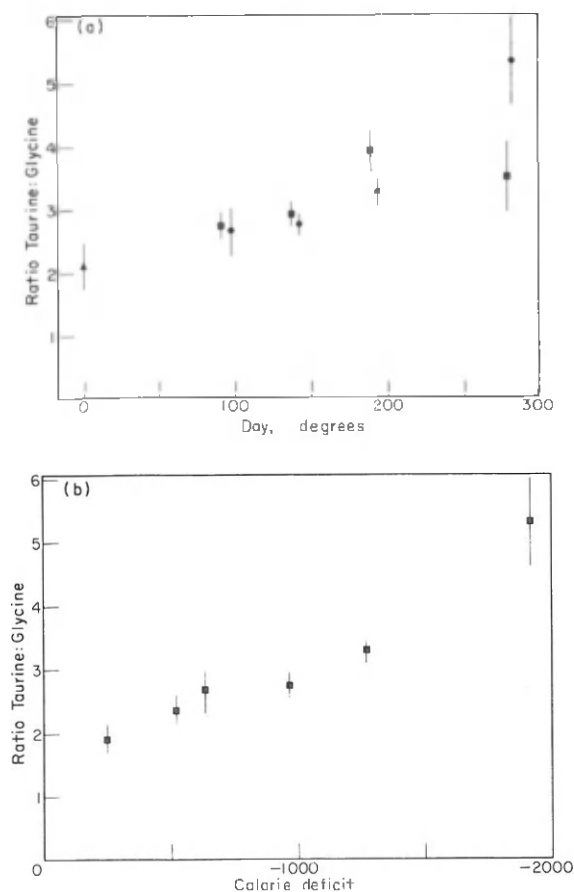 (a)
6
5
4
3
2
1
Ratio Taurine:Glycine
0 100 200 300
Day, degrees
(b)
6
5
4
3
2
1
0
Ratio Taurine:Glycine
-1000 -2000
Calorie deficit